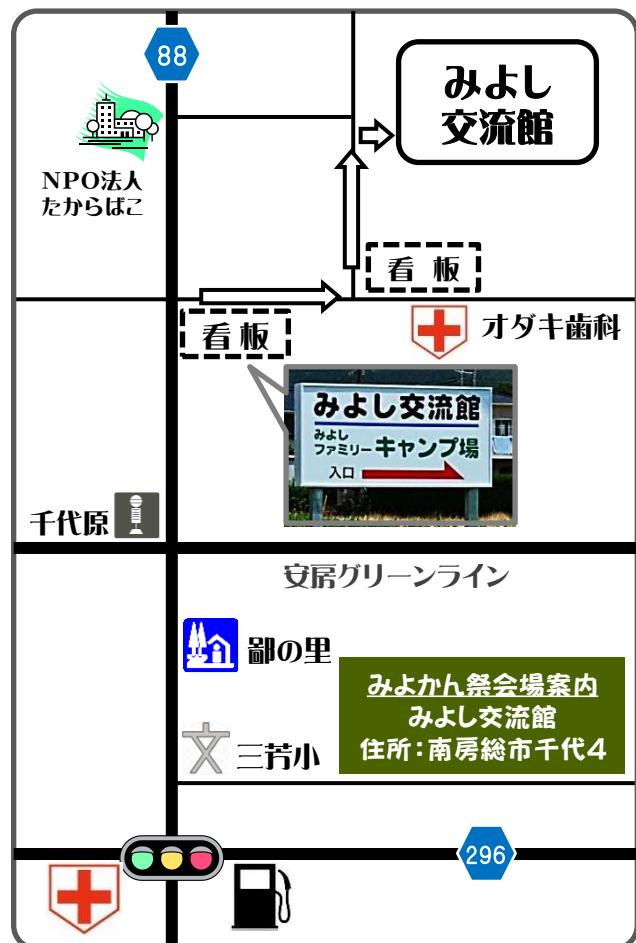 88
みよし
交流館
NPO法人
たからばこ
看 板
看板
オダキ歯科
みよし交流館
みよし
ファミリーキャンプ場
入口
千代原
安房グリーンライン
鄙の里
みよかん祭会場案内
みよし交流館
住所：南房総市千代4
文
三芳小
296